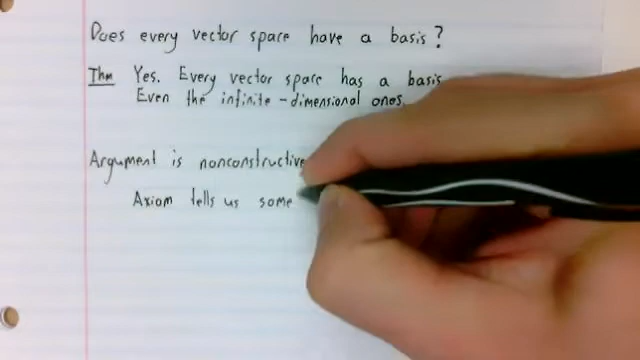 Does every vector space have a basis?
Thm Yes. Every vector space has a basis
Even the infinite-dimensional ones.
Argument is nonconstructive
Axiom tells us some